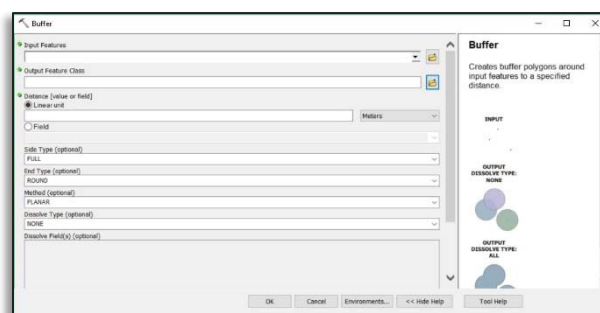 Buffer
Input Features
Output Feature Class
Distance [value or field]
Linear unit
Meters
Field
Side Type (optional)
FULL
End Type (optional)
ROUND
Method (optional)
PLANAR
Dissolve Type (optional)
NONE
Dissolve Field(s) (optional)
OK
Cancel
Environments...
<< Hide Help
Tool Help
Buffer
Creates buffer polygons around
input features to a specified
distance.
INPUT
OUTPUT
DISSOLVE TYPE:
NONE
OUTPUT
DISSOLVE TYPE:
ALL